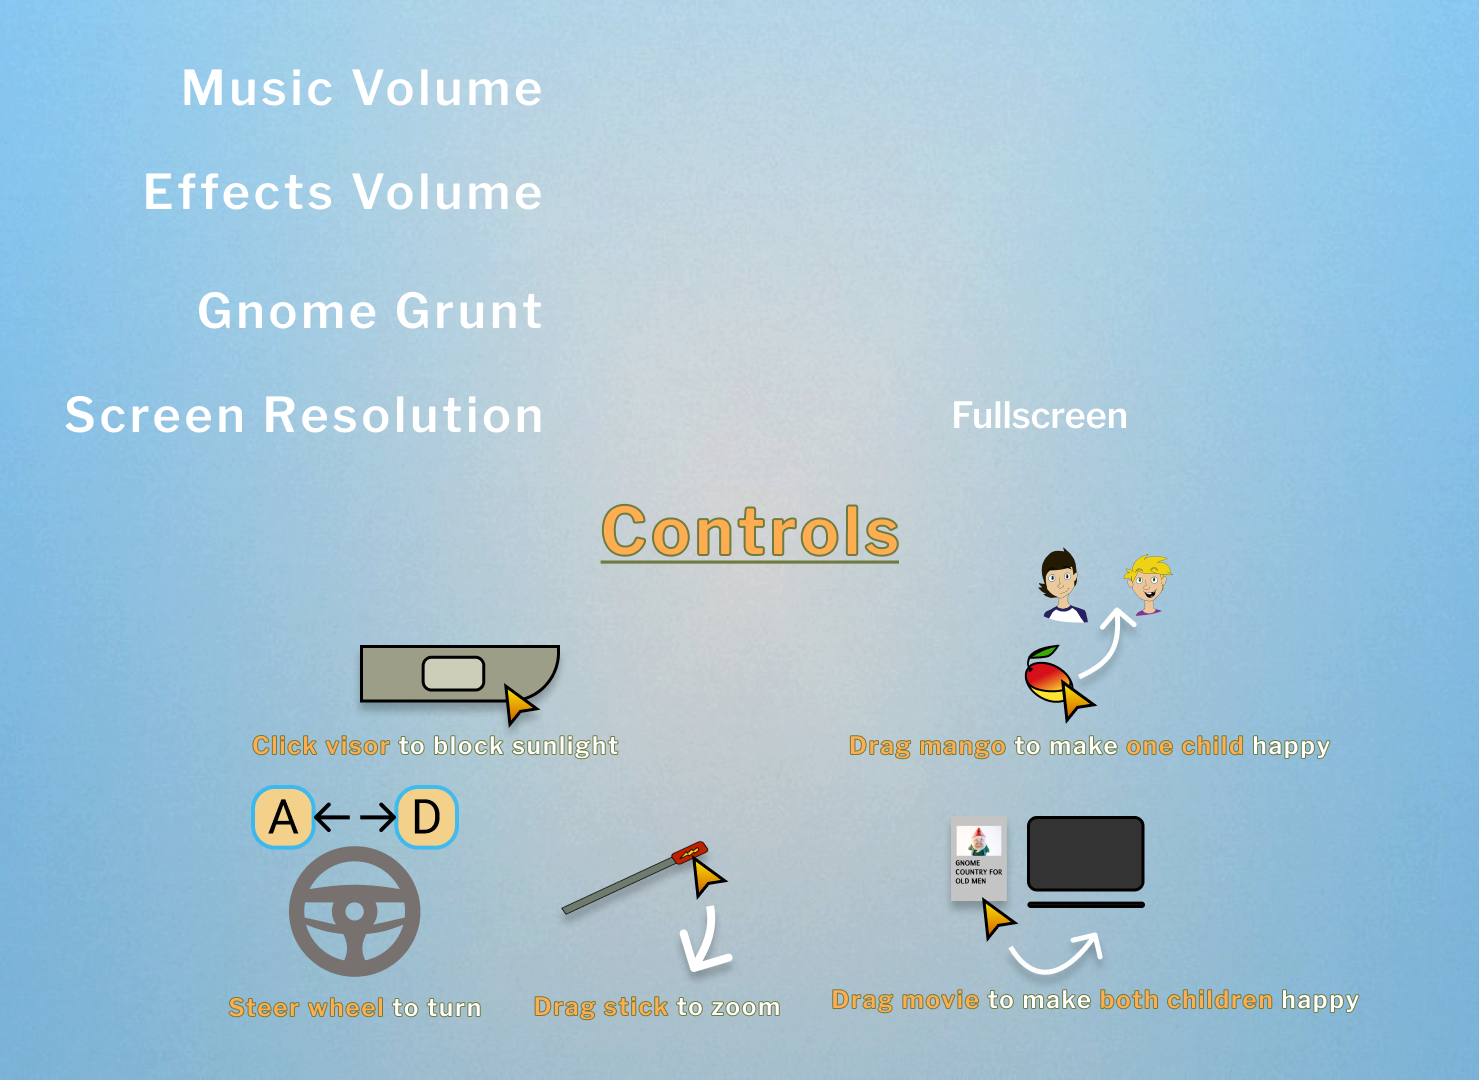 Music Volume
Effects Volume
Gnome Grunt
Screen Resolution
Fullscreen
Controls
Click visor to block sunlight
Drag mango to make one child happy
A
D
GNOME
COUNTRY FOR
OLD MEN
Steer wheel to turn
Drag stick to zoom
Drag movie to make both children happy